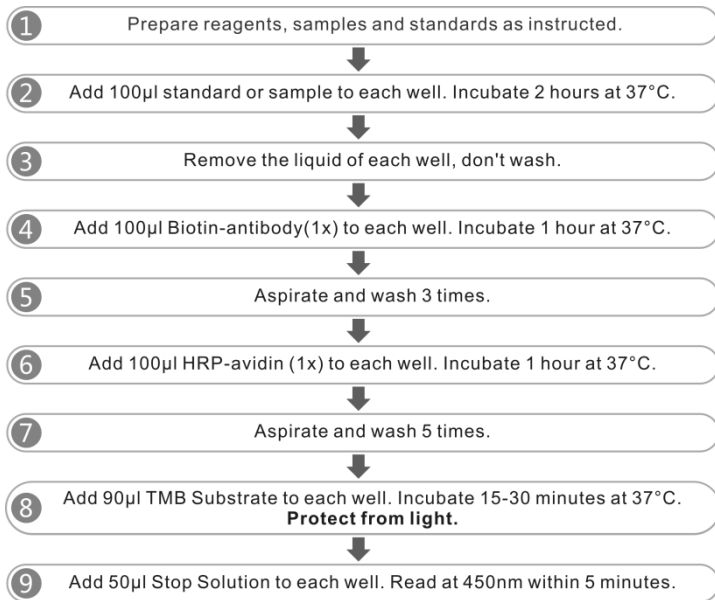 1 Prepare reagents, samples and standards as instructed.
2 Add 100µl standard or sample to each well. Incubate 2 hours at 37°C.
3 Remove the liquid of each well, don't wash.
4 Add 100µl Biotin-antibody(1x) to each well. Incubate 1 hour at 37°C.
5 Aspirate and wash 3 times.
6 Add 100µl HRP-avidin (1x) to each well. Incubate 1 hour at 37°C.
7 Aspirate and wash 5 times.
8 Add 90µl TMB Substrate to each well. Incubate 15-30 minutes at 37°C.
Protect from light.
9 Add 50µl Stop Solution to each well. Read at 450nm within 5 minutes.